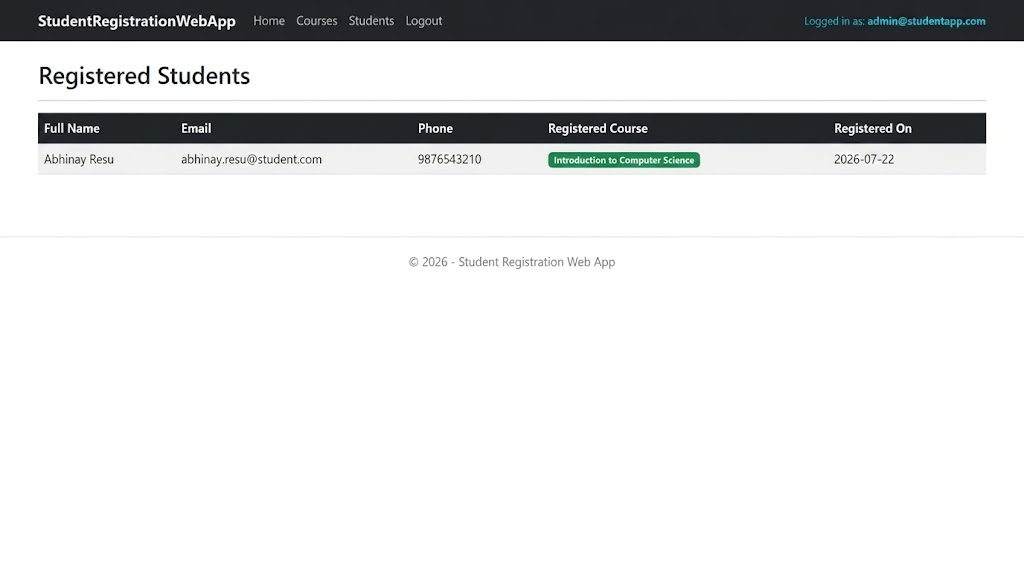 StudentRegistrationWebApp Home Courses Students Logout Logged in as: admin@studentapp.com
Registered Students
Full Name Email Phone Registered Course Registered On
Abhinay Resu abhinay.resu@student.com 9876543210 Introduction to Computer Science 2026-07-22
© 2026 - Student Registration Web App